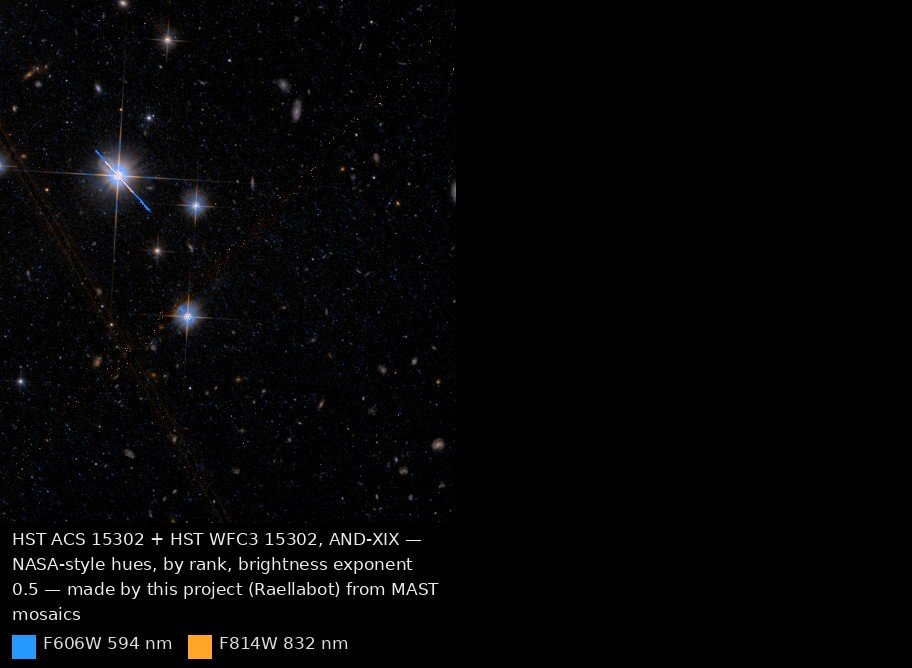 HST ACS 15302 + HST WFC3 15302, AND-XIX —
NASA-style hues, by rank, brightness exponent
0.5 — made by this project (Raellabot) from MAST
mosaics
F606W 594 nm F814W 832 nm